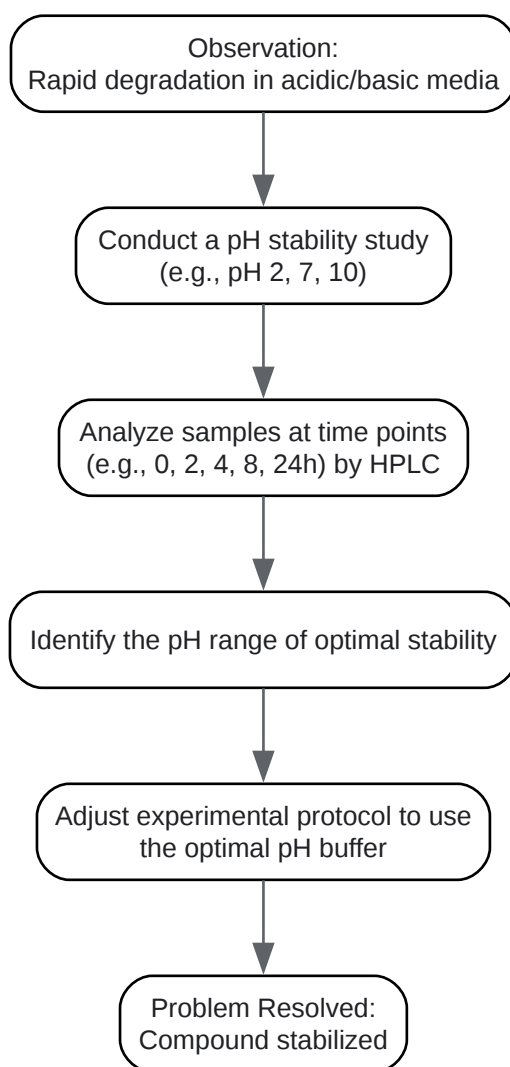 Observation:
Rapid degradation in acidic/basic media
Conduct a pH stability study
(e.g., pH 2, 7, 10)
Analyze samples at time points
(e.g., 0, 2, 4, 8, 24h) by HPLC
Identify the pH range of optimal stability
Adjust experimental protocol to use
the optimal pH buffer
Problem Resolved:
Compound stabilized